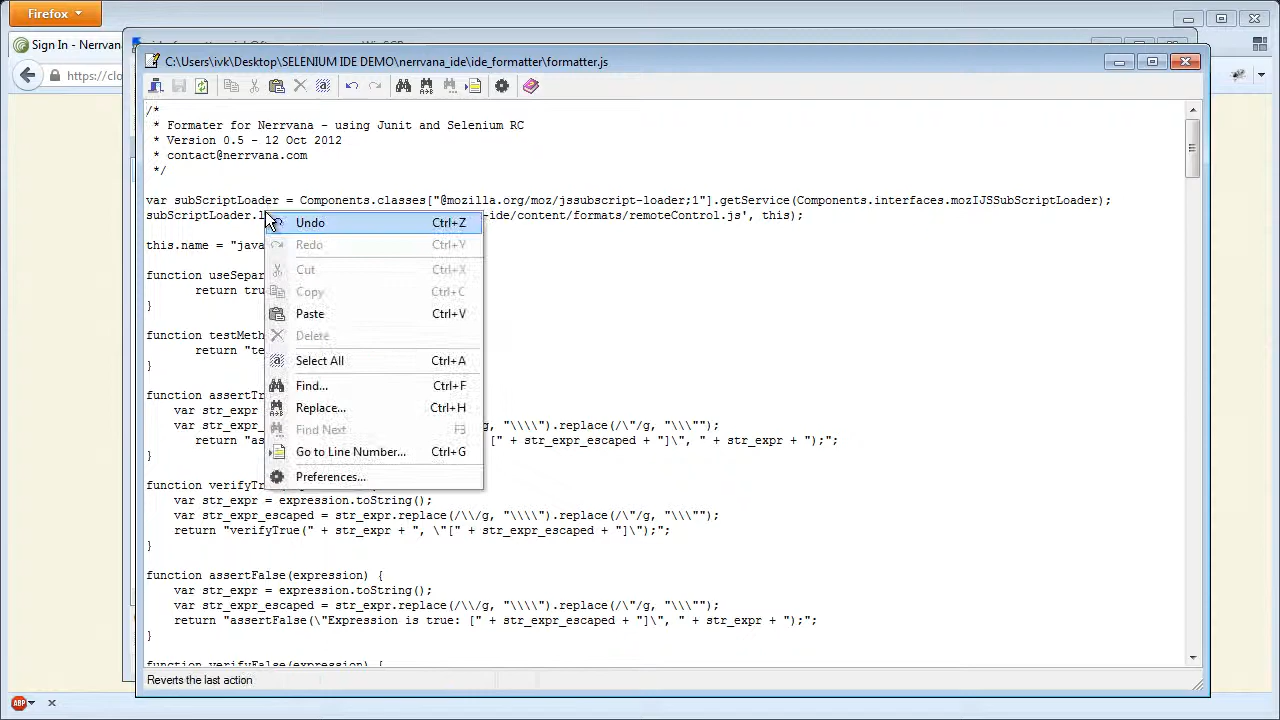 Firefox
Sign In - Nerrvana
https://clo
C:\Users\ivk\Desktop\SELENIUM IDE DEMO\nerrvana_ide\ide_formatter\formatter.js
/*
* Formater for Nerrvana - using Junit and Selenium RC
* Version 0.5 - 12 Oct 2012
* contact@nerrvana.com
*/
var subScriptLoader = Components.classes["@mozilla.org/moz/jssubscript-loader;1"].getService(Components.interfaces.mozIJSSubScriptLoader);
subScriptLoader.l -ide/content/formats/remoteControl.js', this);
this.name = "java
function useSepar
return tru
}
function testMeth
return "te
}
function assertTr
var str_expr
var str_expr_escaped g, "\\\\").replace(/\"/g, "\\\"");
return "as [" + str_expr_escaped + "]\", " + str_expr + ");";
}
function verifyTr
var str_expr = expression.toString();
var str_expr_escaped = str_expr.replace(/\\/g, "\\\\").replace(/\"/g, "\\\"");
return "verifyTrue(" + str_expr + ", \"[" + str_expr_escaped + "]\");";
}
function assertFalse(expression) {
var str_expr = expression.toString();
var str_expr_escaped = str_expr.replace(/\\/g, "\\\\").replace(/\"/g, "\\\"");
return "assertFalse(\"Expression is true: [" + str_expr_escaped + "]\", " + str_expr + ");";
}
function verifyFalse(expression) {
Undo Ctrl+Z
Redo Ctrl+Y
Cut Ctrl+X
Copy Ctrl+C
Paste Ctrl+V
Delete
Select All Ctrl+A
Find... Ctrl+F
Replace... Ctrl+H
Find Next F3
Go to Line Number... Ctrl+G
Preferences...
Reverts the last action
ABP